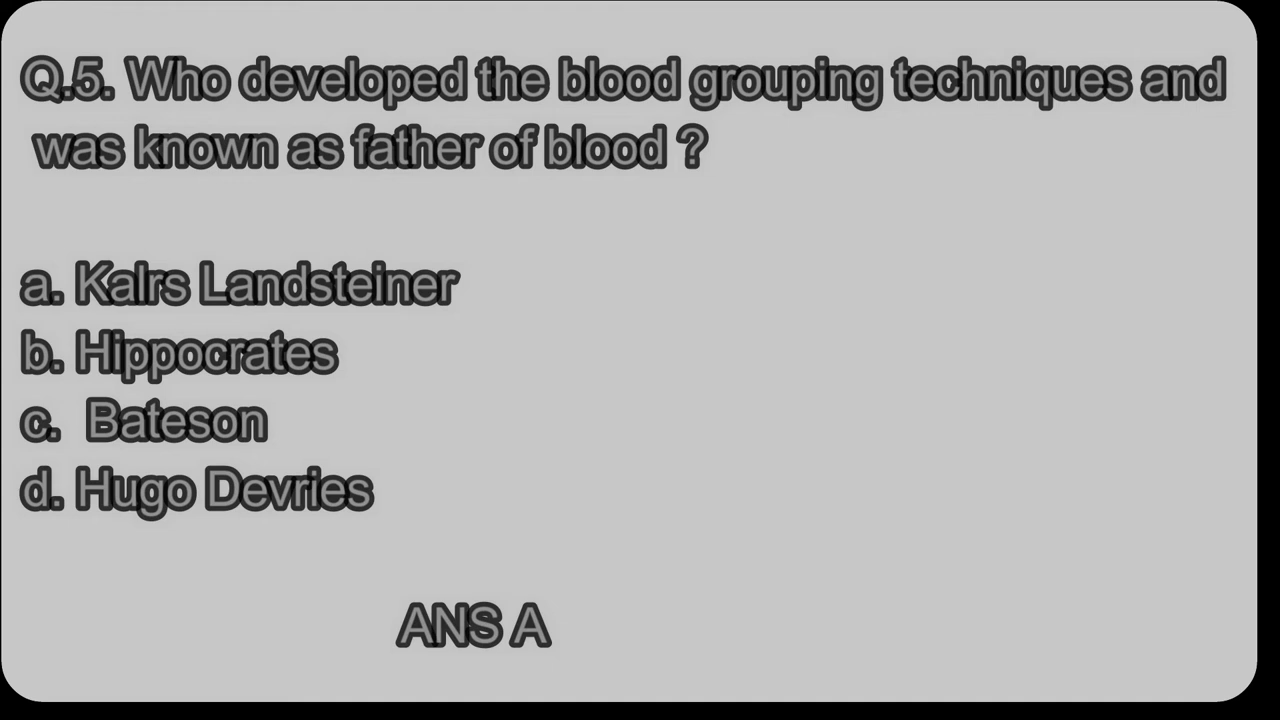 Q.5. Who developed the blood grouping techniques and
was known as father of blood ?
a. Kalrs Landsteiner
b. Hippocrates
c. Bateson
d. Hugo Devries
ANS A